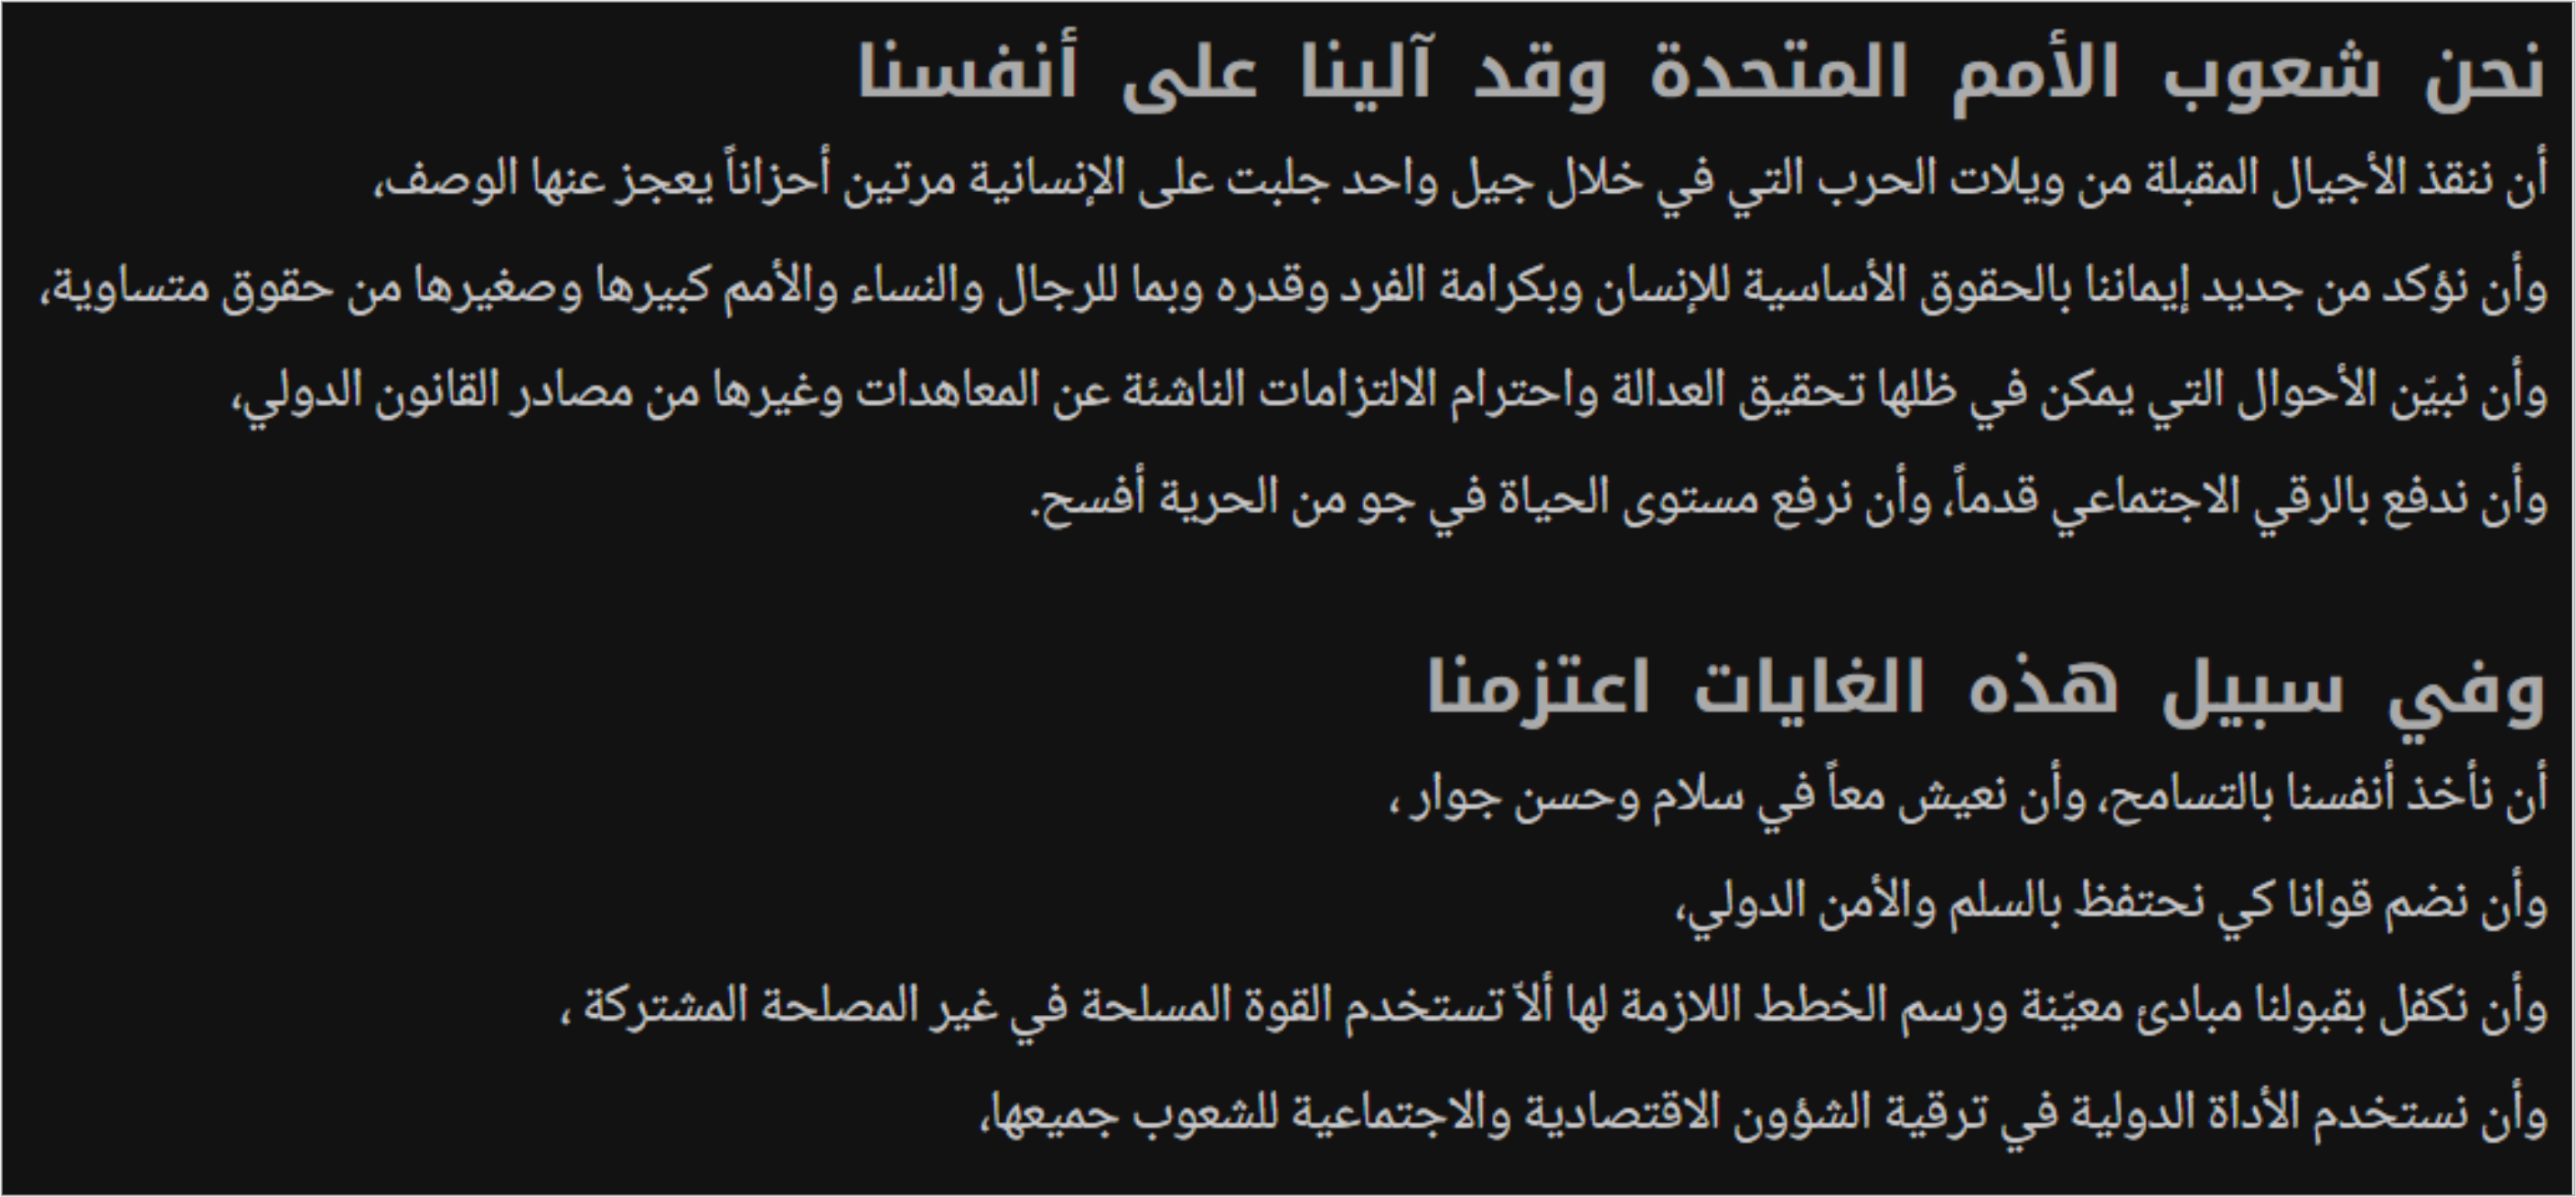 نحن شعوب الأمم المتحدة وقد آلينا على أنفسنا
أن ننقذ الأجيال المقبلة من ويلات الحرب التي في خلال جيل واحد جلبت على الإنسانية مرتين أحزاناً يعجز عنها الوصف،
وأن نؤكد من جديد إيماننا بالحقوق الأساسية للإنسان وبكرامة الفرد وقدره وبما للرجال والنساء والأمم كبيرها وصغيرها من حقوق متساوية،
وأن نبيّن الأحوال التي يمكن في ظلها تحقيق العدالة واحترام الالتزامات الناشئة عن المعاهدات وغيرها من مصادر القانون الدولي،
وأن ندفع بالرقي الاجتماعي قدماً، وأن نرفع مستوى الحياة في جو من الحرية أفسح.
وفي سبيل هذه الغايات اعتزمنا
أن نأخذ أنفسنا بالتسامح، وأن نعيش معاً في سلام وحسن جوار ،
وأن نضم قوانا كي نحتفظ بالسلم والأمن الدولي،
وأن نكفل بقبولنا مبادئ معيّنة ورسم الخطط اللازمة لها ألاّ تستخدم القوة المسلحة في غير المصلحة المشتركة ،
وأن نستخدم الأداة الدولية في ترقية الشؤون الاقتصادية والاجتماعية للشعوب جميعها،